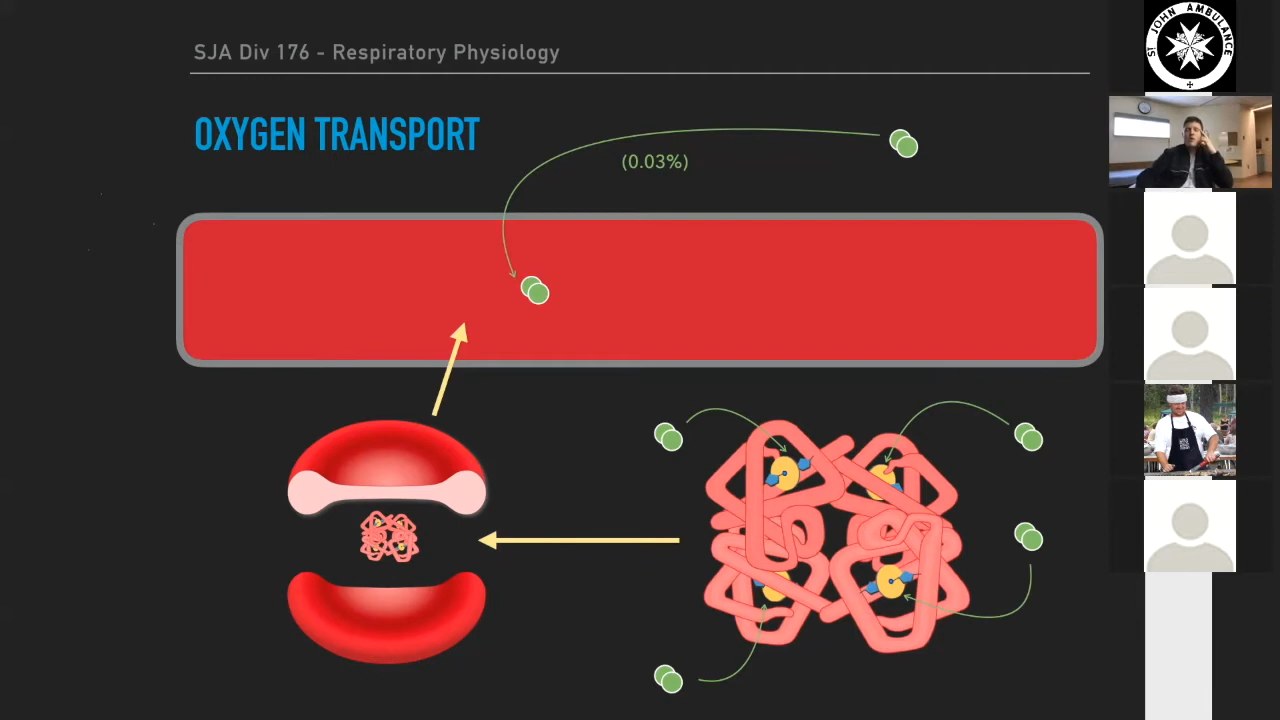 SJA Div 176 - Respiratory Physiology
OXYGEN TRANSPORT
(0.03%)
St JOHN AMBULANCE